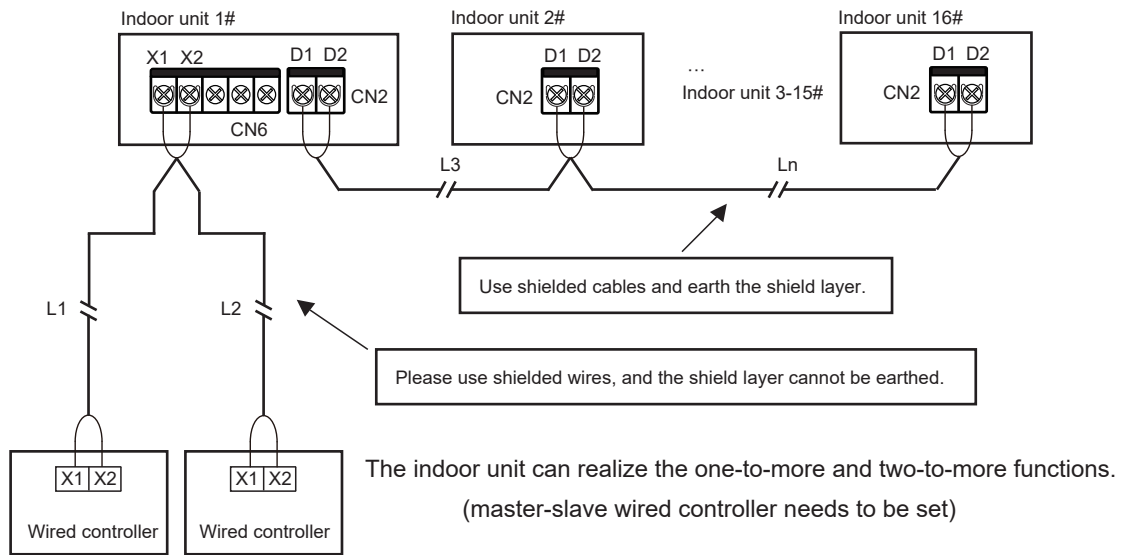 Indoor unit 1#
Indoor unit 2#
Indoor unit 16#
X1 X2
D1 D2
CN2
CN6
D1 D2
CN2
...
Indoor unit 3-15#
D1 D2
CN2
L3
Ln
Use shielded cables and earth the shield layer.
L1
L2
Please use shielded wires, and the shield layer cannot be earthed.
X1 X2
Wired controller
X1 X2
Wired controller
The indoor unit can realize the one-to-more and two-to-more functions.
(master-slave wired controller needs to be set)